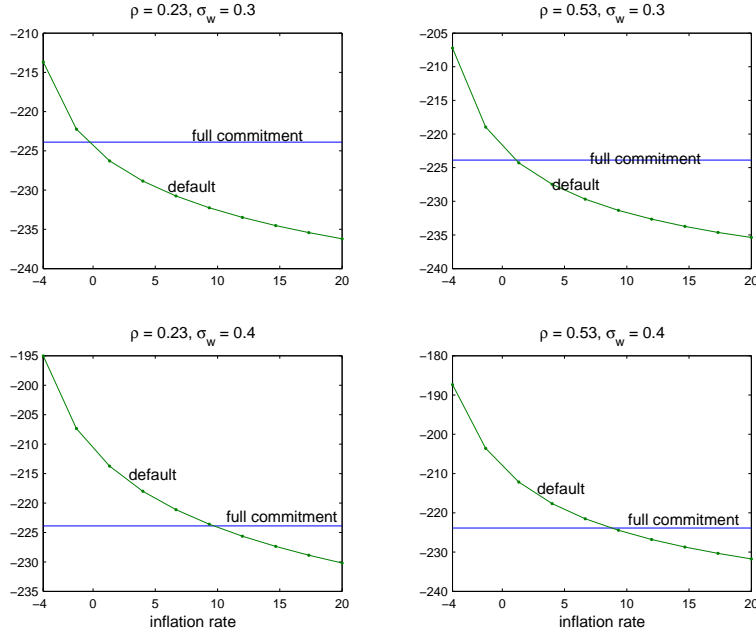 ρ = 0.23, σw = 0.3
−210
−215
−220
−225
−230
−235
−240
full commitment
default
−4 0 5 10 15 20
ρ = 0.53, σw = 0.3
−205
−210
−215
−220
−225
−230
−235
−240
full commitment
default
−4 0 5 10 15 20
ρ = 0.23, σw = 0.4
−195
−200
−205
−210
−215
−220
−225
−230
−235
default
full commitment
−4 0 5 10 15 20
inflation rate
ρ = 0.53, σw = 0.4
−180
−190
−200
−210
−220
−230
−240
default
full commitment
−4 0 5 10 15 20
inflation rate